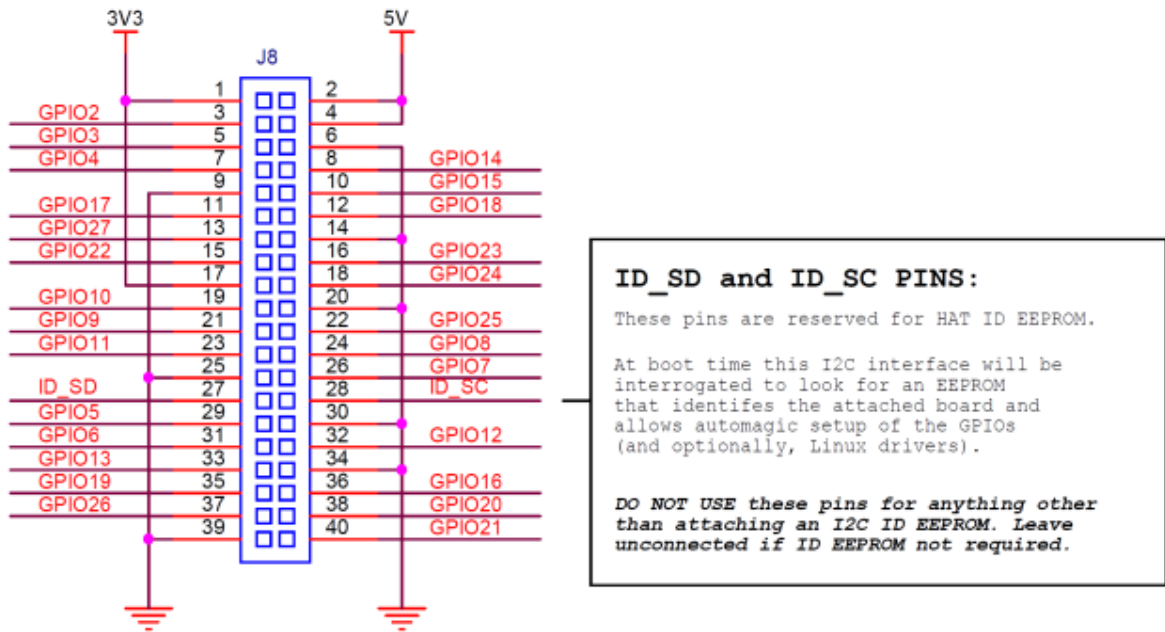 3V3 5V
J8
1 2
GPIO2 3 4
GPIO3 5 6
GPIO4 7 8 GPIO14
9 10 GPIO15
GPIO17 11 12 GPIO18
GPIO27 13 14
GPIO22 15 16 GPIO23
17 18 GPIO24
GPIO10 19 20
GPIO9 21 22 GPIO25
GPIO11 23 24 GPIO8
25 26 GPIO7
ID_SD 27 28 ID_SC
GPIO5 29 30
GPIO6 31 32 GPIO12
GPIO13 33 34
GPIO19 35 36 GPIO16
GPIO26 37 38 GPIO20
39 40 GPIO21
ID_SD and ID_SC PINS:
These pins are reserved for HAT ID EEPROM.
At boot time this I2C interface will be
interrogated to look for an EEPROM
that identifes the attached board and
allows automagic setup of the GPIOs
(and optionally, Linux drivers).
DO NOT USE these pins for anything other
than attaching an I2C ID EEPROM. Leave
unconnected if ID EEPROM not required.